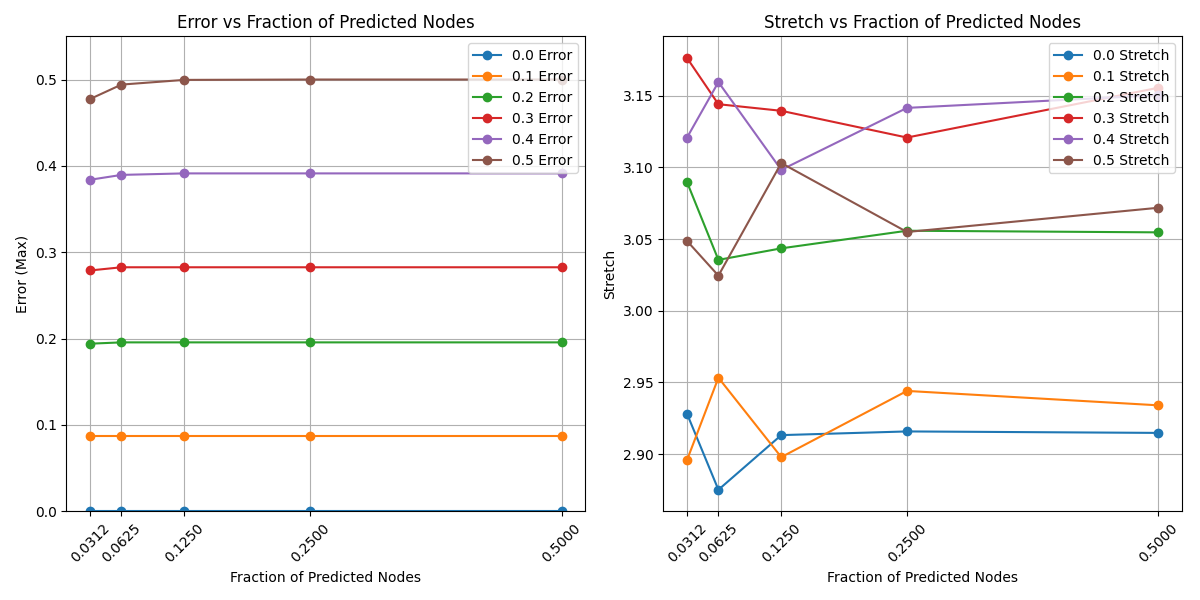 Error vs Fraction of Predicted Nodes
0.5
0.4
0.3
0.2
0.1
0.0
Error (Max)
0.0 Error
0.1 Error
0.2 Error
0.3 Error
0.4 Error
0.5 Error
0.0312
0.0625
0.1250
0.2500
0.5000
Fraction of Predicted Nodes
Stretch vs Fraction of Predicted Nodes
3.15
3.10
3.05
3.00
2.95
2.90
Stretch
0.0 Stretch
0.1 Stretch
0.2 Stretch
0.3 Stretch
0.4 Stretch
0.5 Stretch
0.0312
0.0625
0.1250
0.2500
0.5000
Fraction of Predicted Nodes